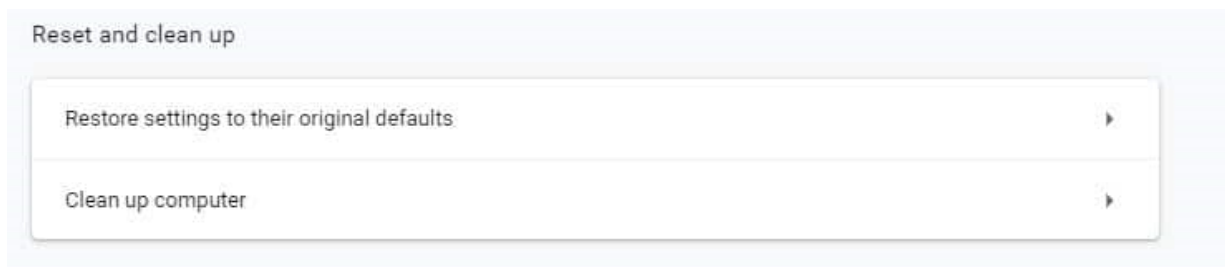 Reset and clean up
Restore settings to their original defaults
Clean up computer